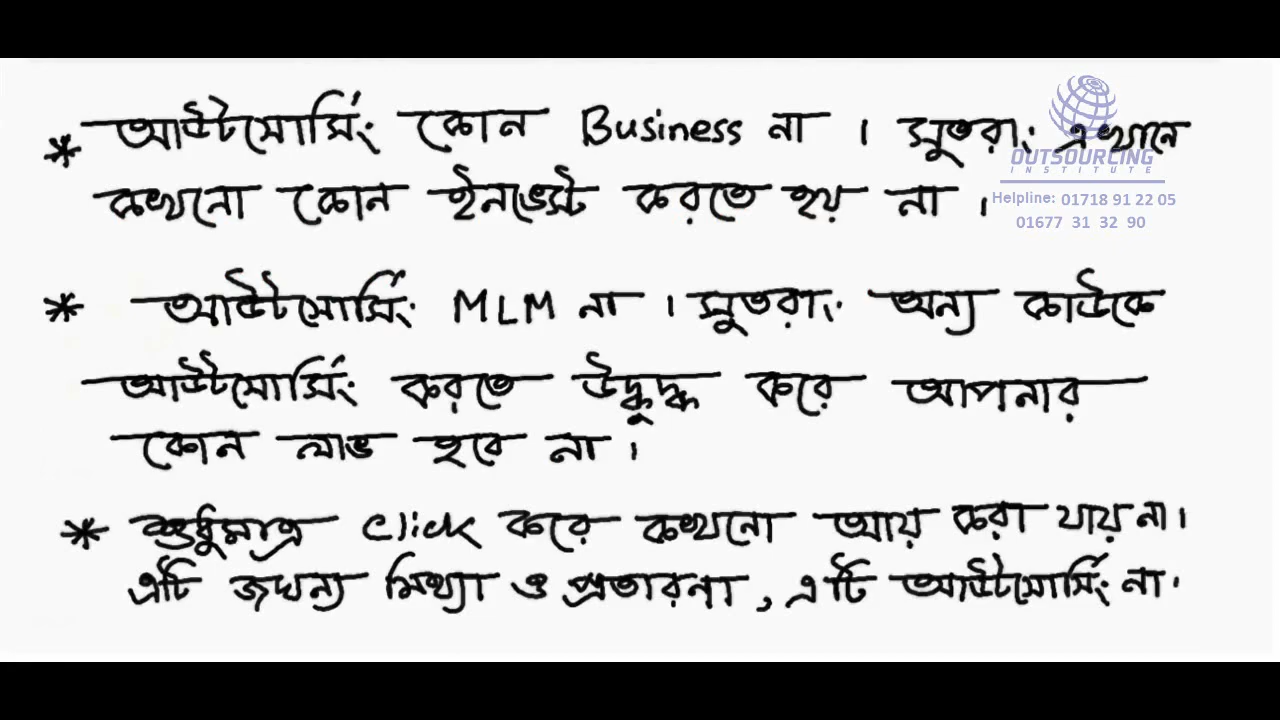 * আউটসোর্সিং কোন Business না । সুতরাং এখানে
কখনো কোন ইনভেস্ট করতে হয় না ।
* আউটসোর্সিং MLM না । সুতরাং অন্য কাউকে
আউটসোর্সিং করতে উদ্বুদ্ধ করে আপনার
কোন লাভ হবে না ।
* শুধুমাত্র Click করে কখনো আয় করা যায় না ।
এটি জঘন্য মিথ্যা ও প্রতারনা , এটি আউটসোর্সিং না ।
OUTSOURCING
INSTITUTE
Helpline: 01718 91 22 05
01677 31 32 90